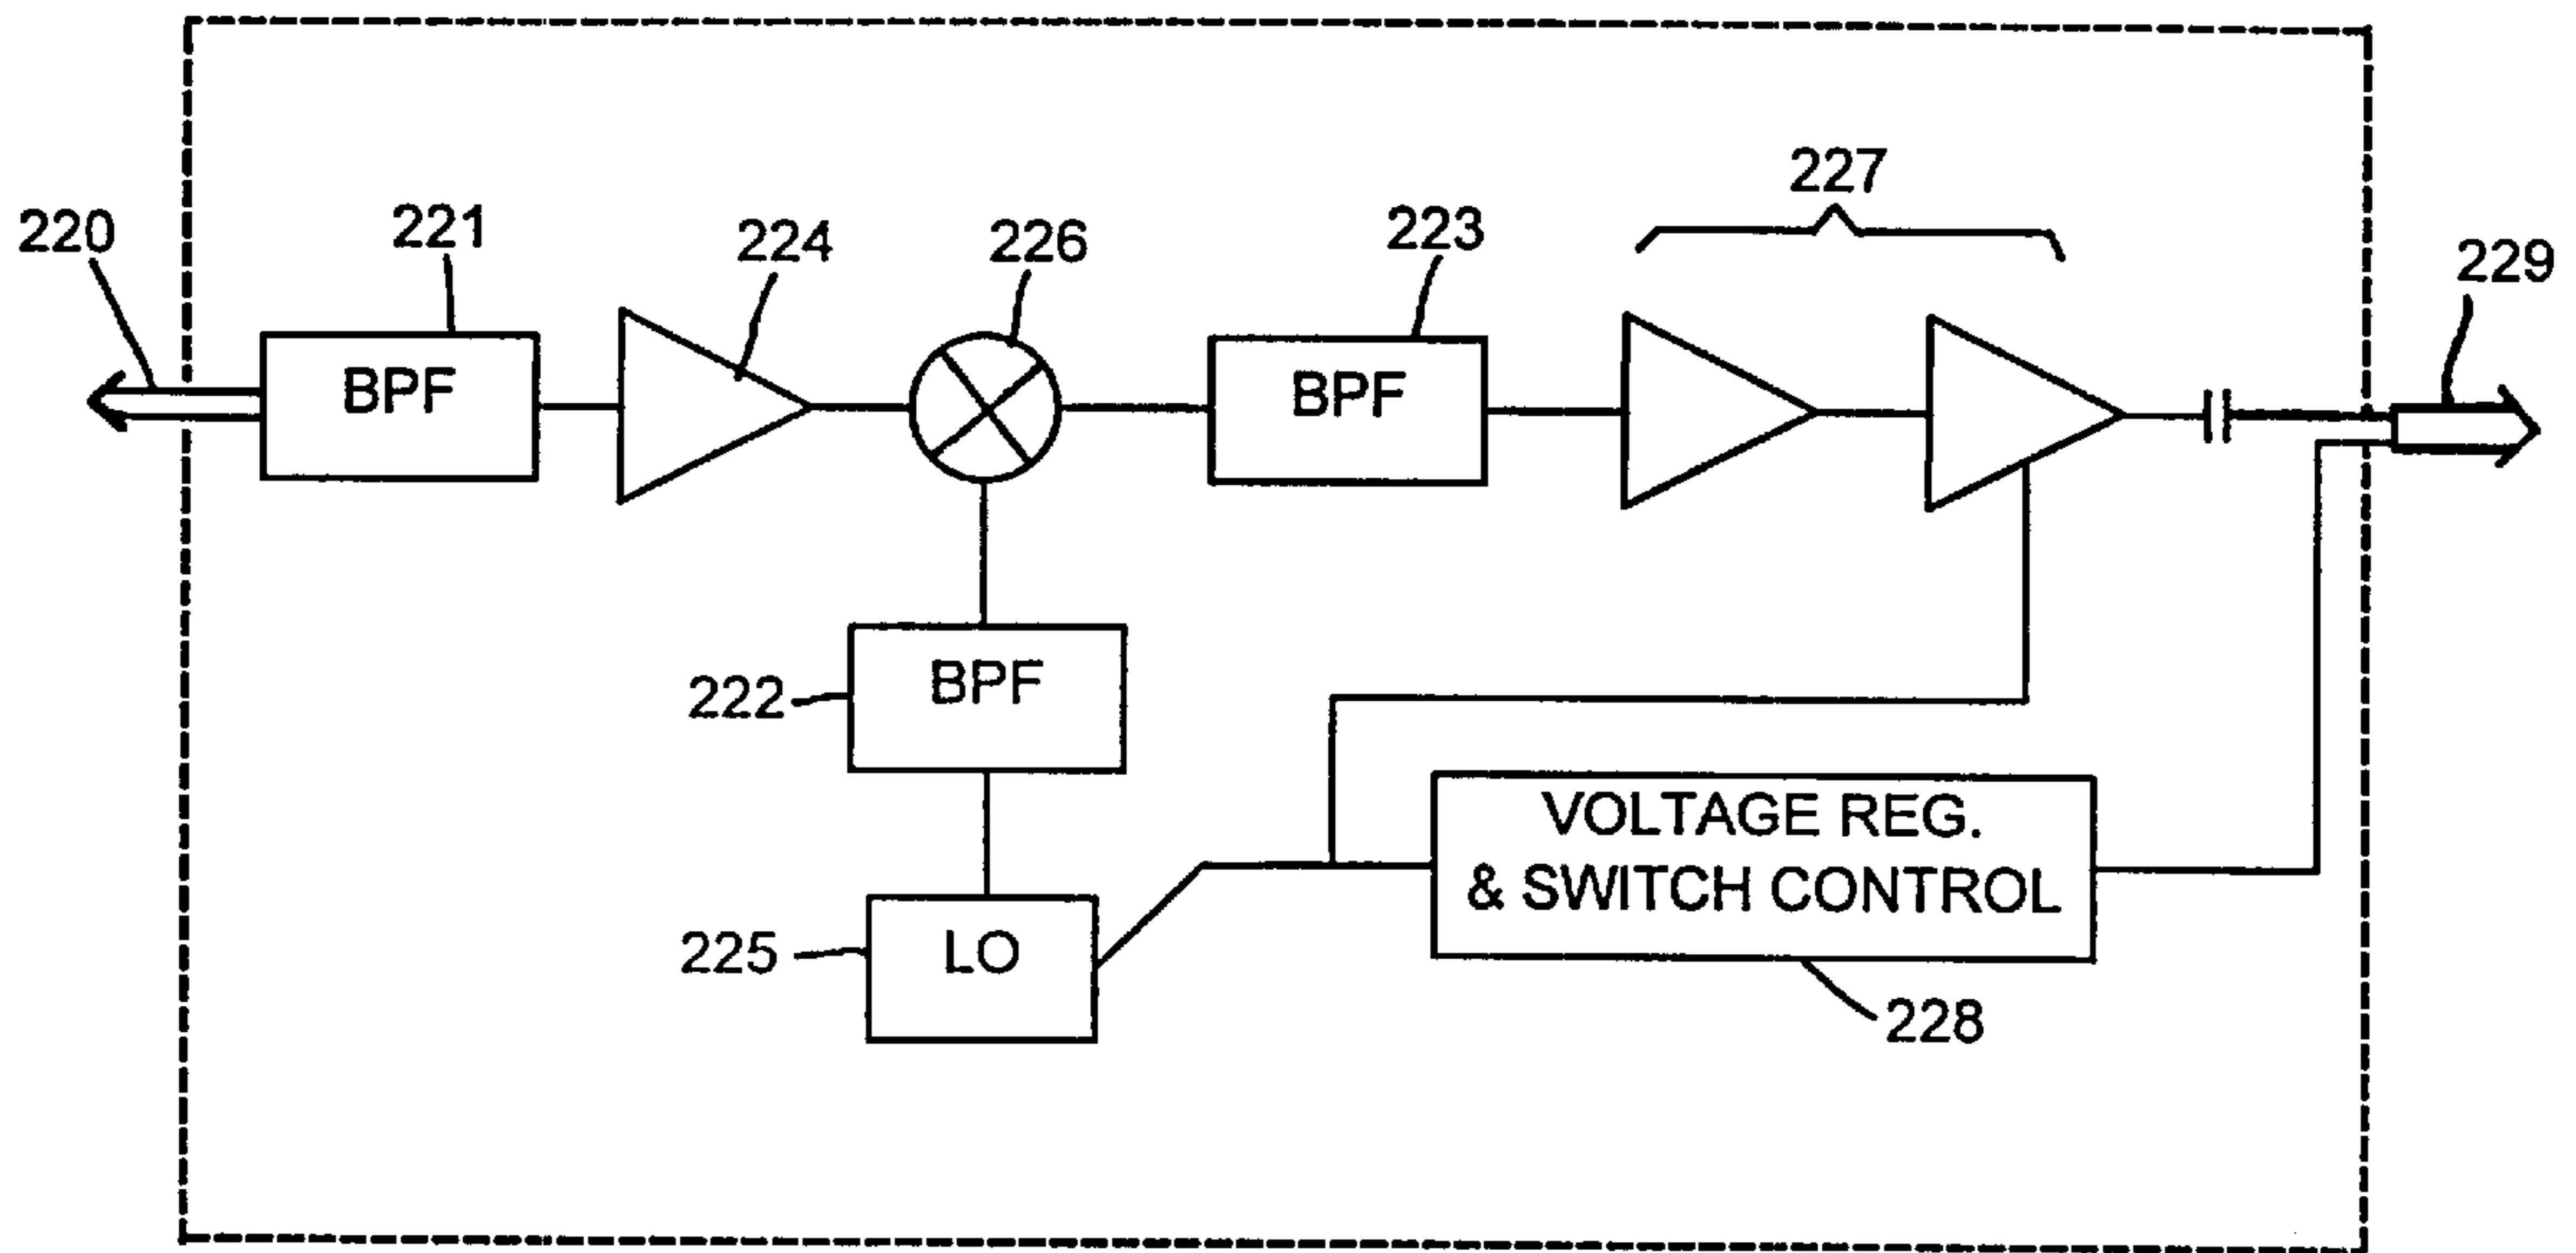 227
220
221
224
226
223
229
BPF
BPF
222
BPF
225
LO
VOLTAGE REG.
& SWITCH CONTROL
228